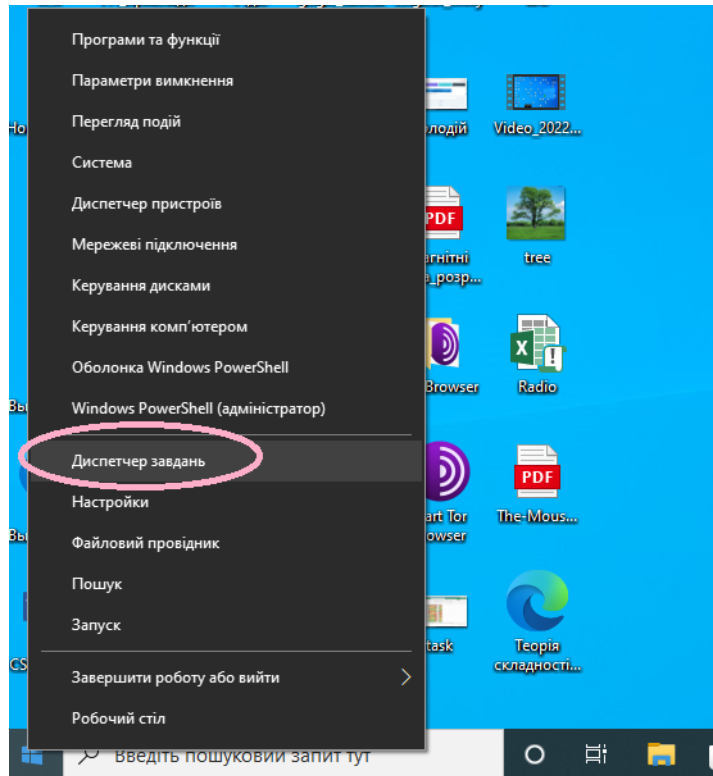 Програми та функції
Параметри вимкнення
Перегляд подій
Система
Диспетчер пристроїв
Мережеві підключення
Керування дисками
Керування комп'ютером
Оболонка Windows PowerShell
Windows PowerShell (адміністратор)
Диспетчер завдань
Настройки
Файловий провідник
Пошук
Запуск
Завершити роботу або вийти
Робочий стіл
Введіть пошуковий запит тут
Video_2022...
PDF
tree
Browser
Radio
PDF
The-Mous...
task
Теорія
складності...